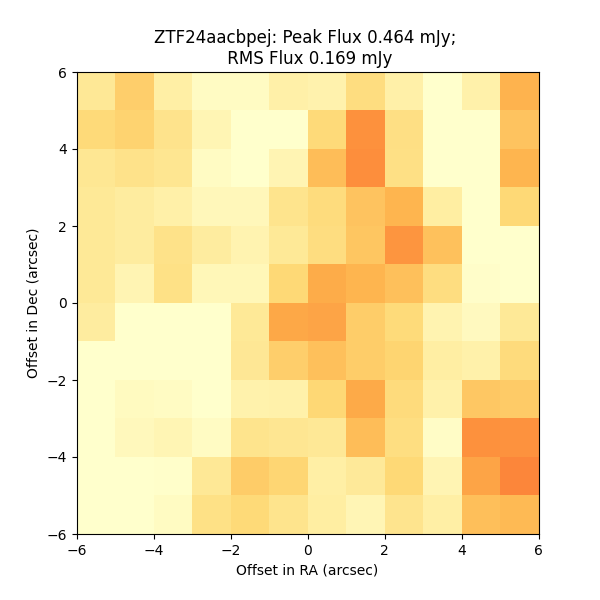 ZTF24aacbpej: Peak Flux 0.464 mJy;
RMS Flux 0.169 mJy
6
4
2
0
−2
−4
−6
Offset in Dec (arcsec)
−6 −4 −2 0 2 4 6
Offset in RA (arcsec)